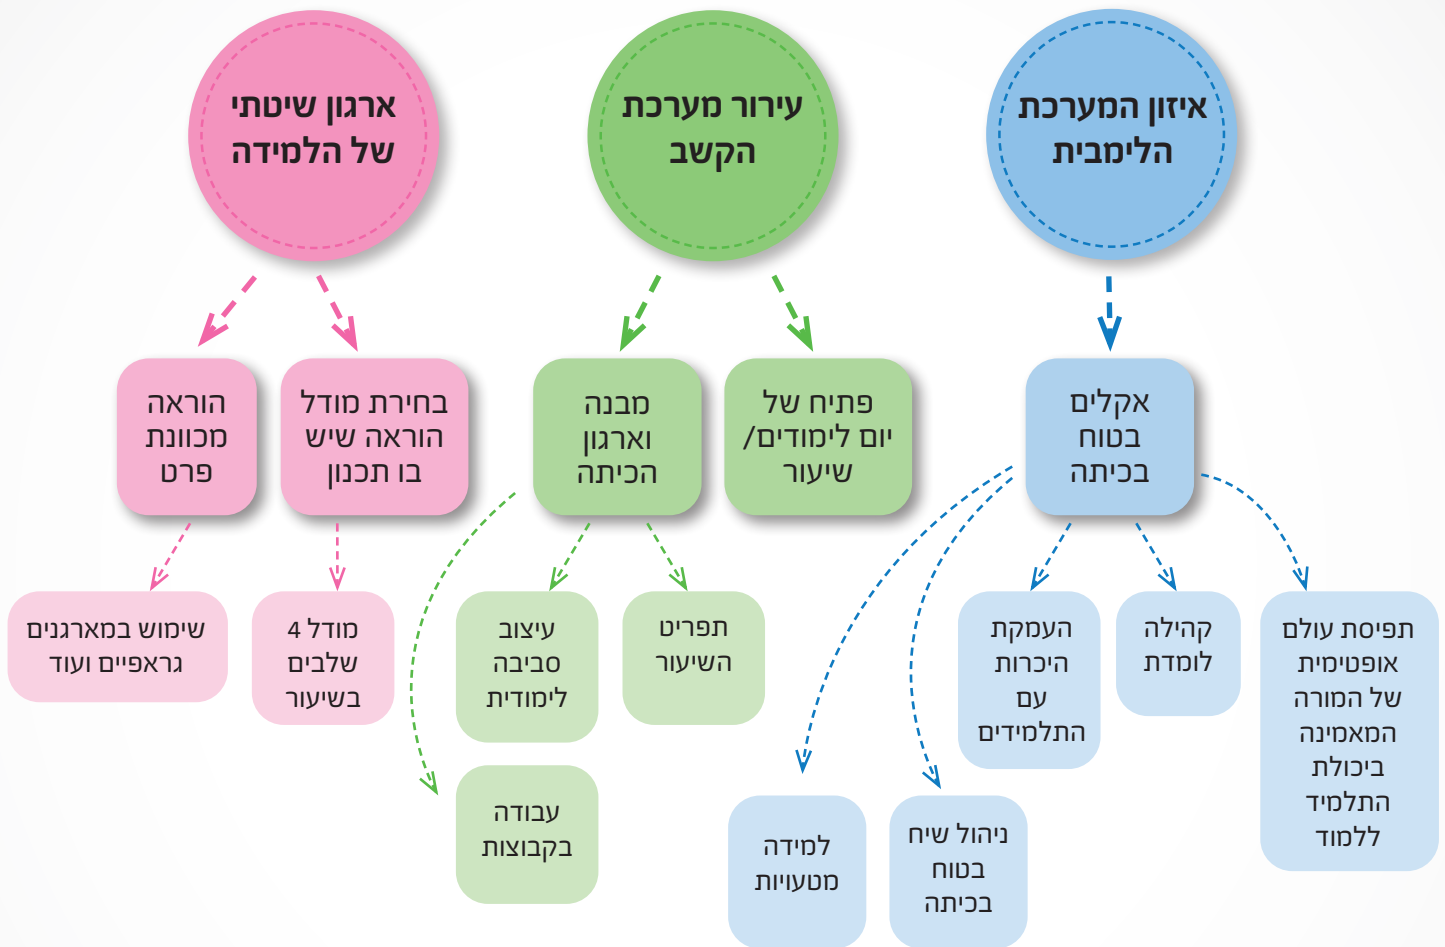 איזון המערכת
הלימבית
עירור מערכת
הקשב
ארגון שיטתי
של הלמידה
אקלים
בטוח
בכיתה
פתיח של
יום לימודים/
שיעור
מבנה
וארגון
הכיתה
בחירת מודל
הוראה שיש
בו תכנון
הוראה
מכוונת
פרט
תפיסת עולם
אופטימית
של המורה
המאמינה
ביכולת
התלמיד
ללמוד
קהילה
לומדת
העמקת
היכרות
עם
התלמידים
ניהול שיח
בטוח
בכיתה
למידה
מטעויות
תפריט
השיעור
עיצוב
סביבה
לימודית
עבודה
בקבוצות
מודל 4
שלבים
בשיעור
שימוש במארגנים
גראפיים ועוד